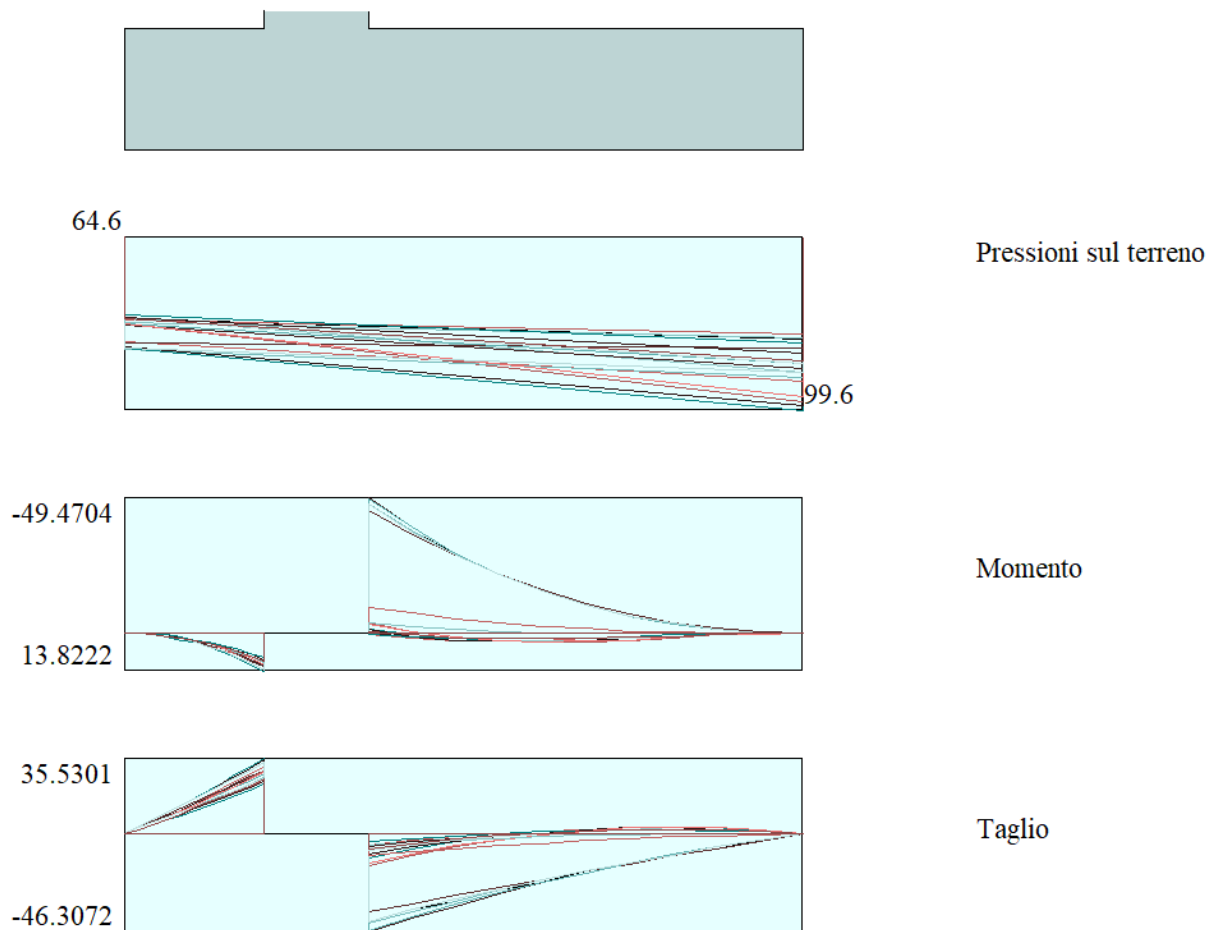 64.6
Pressioni sul terreno
99.6
-49.4704
Momento
13.8222
35.5301
Taglio
-46.3072